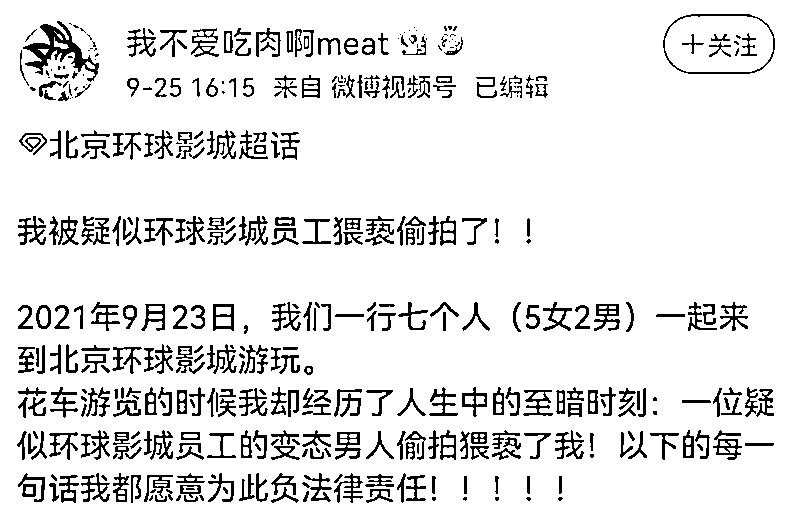 我不爱吃肉啊meat
+关注
9-25 16:15 来自 微博视频号 已编辑
北京环球影城超话
我被疑似环球影城员工猥亵偷拍了！！
2021年9月23日，我们一行七个人（5女2男）一起来
到北京环球影城游玩。
花车游览的时候我却经历了人生中的至暗时刻：一位疑
似环球影城员工的变态男人偷拍猥亵了我！以下的每一
句话我都愿意为此负法律责任！！！！！